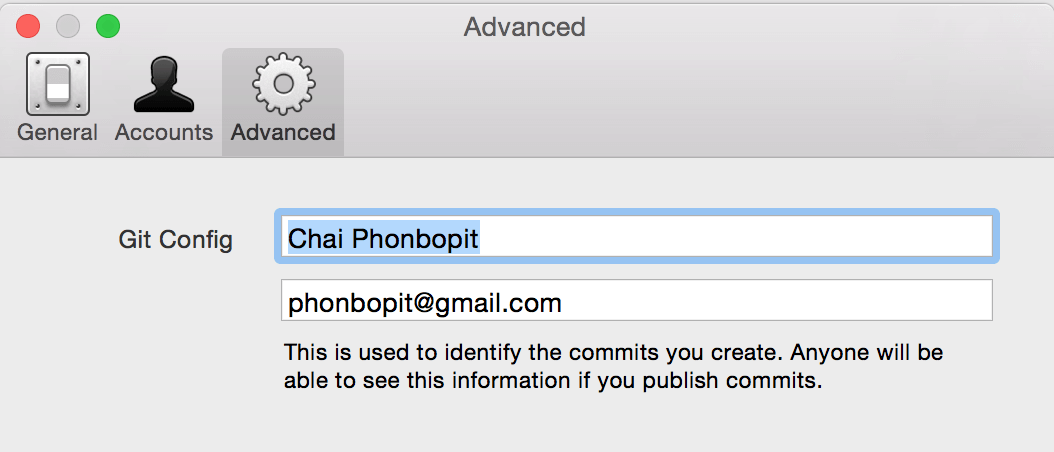 Advanced
General Accounts Advanced
Git Config Chai Phonbopit
phonbopit@gmail.com
This is used to identify the commits you create. Anyone will be
able to see this information if you publish commits.